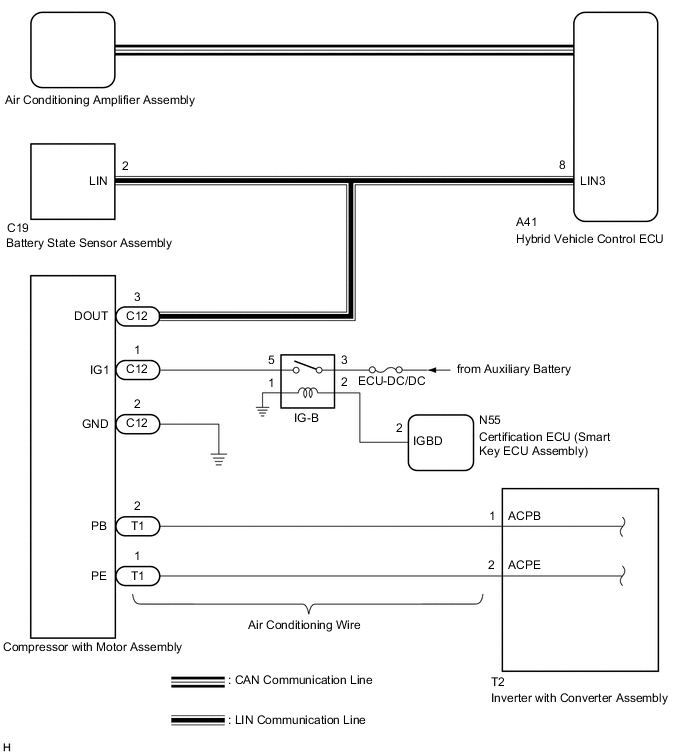 Air Conditioning Amplifier Assembly
LIN
2
8
LIN3
C19
Battery State Sensor Assembly
A41
Hybrid Vehicle Control ECU
3
DOUT
C12
1
IG1
C12
5
3
ECU-DC/DC
from Auxiliary Battery
1
2
IG-B
2
GND
C12
2
IGBD
N55
Certification ECU (Smart
Key ECU Assembly)
2
PB
T1
1
ACPB
1
PE
T1
2
ACPE
Air Conditioning Wire
Compressor with Motor Assembly
T2
Inverter with Converter Assembly
: CAN Communication Line
: LIN Communication Line
H